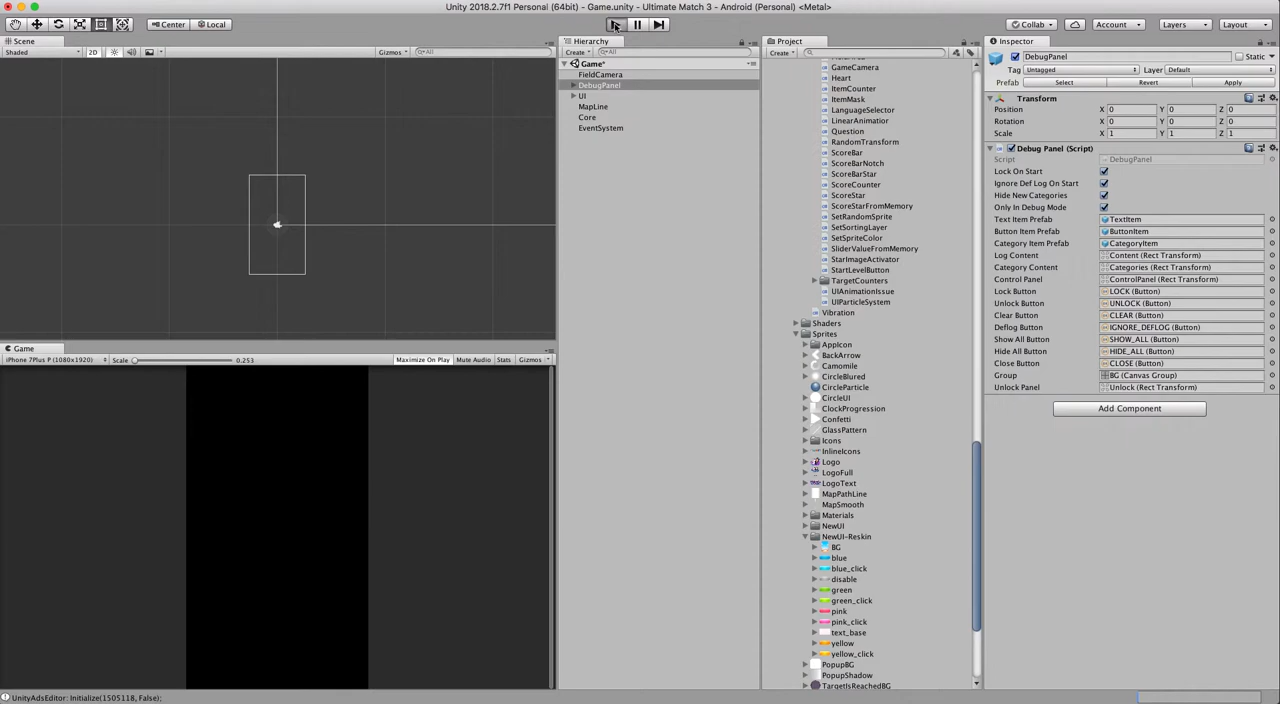 Unity 2018.2.7f1 Personal (64bit) - Game.unity - Ultimate Match 3 - Android (Personal) <Metal>
Center Local Collab Account Layers Layout
Scene
Shaded 2D Gizmos All
Game
iPhone 7Plus P (1080x1920) Scale 0.253 Maximize On Play Mute Audio Stats Gizmos
Hierarchy
Create All
Game*
FieldCamera
DebugPanel
UI
MapLine
Core
EventSystem
Project
Create
GameCamera
Heart
ItemCounter
ItemMask
LanguageSelector
LinearAnimatior
Question
RandomTransform
ScoreBar
ScoreBarNotch
ScoreBarStar
ScoreCounter
ScoreStar
ScoreStarFromMemory
SetRandomSprite
SetSortingLayer
SetSpriteColor
SliderValueFromMemory
StarImageActivator
StartLevelButton
TargetCounters
UIAnimationIssue
UIParticleSystem
Vibration
Shaders
Sprites
AppIcon
BackArrow
Camomile
CircleBlured
CircleParticle
CircleUI
ClockProgression
Confetti
GlassPattern
Icons
InlineIcons
Logo
LogoFull
LogoText
MapPathLine
MapSmooth
Materials
NewUI
NewUI-Reskin
BG
blue
blue_click
disable
green
green_click
pink
pink_click
text_base
yellow
yellow_click
PopupBG
PopupShadow
TargetIsReachedBG
Inspector
DebugPanel Static
Tag Untagged Layer Default
Prefab Select Revert Apply
Transform
Position X 0 Y 0 Z 0
Rotation X 0 Y 0 Z 0
Scale X 1 Y 1 Z 1
Debug Panel (Script)
Script DebugPanel
Lock On Start
Ignore Def Log On Start
Hide New Categories
Only In Debug Mode
Text Item Prefab TextItem
Button Item Prefab ButtonItem
Category Item Prefab CategoryItem
Log Content Content (Rect Transform)
Category Content Categories (Rect Transform)
Control Panel ControlPanel (Rect Transform)
Lock Button LOCK (Button)
Unlock Button UNLOCK (Button)
Clear Button CLEAR (Button)
Deflog Button IGNORE_DEFLOG (Button)
Show All Button SHOW_ALL (Button)
Hide All Button HIDE_ALL (Button)
Close Button CLOSE (Button)
Group BG (Canvas Group)
Unlock Panel Unlock (Rect Transform)
Add Component
UnityAdsEditor: Initialize(1505118, False);